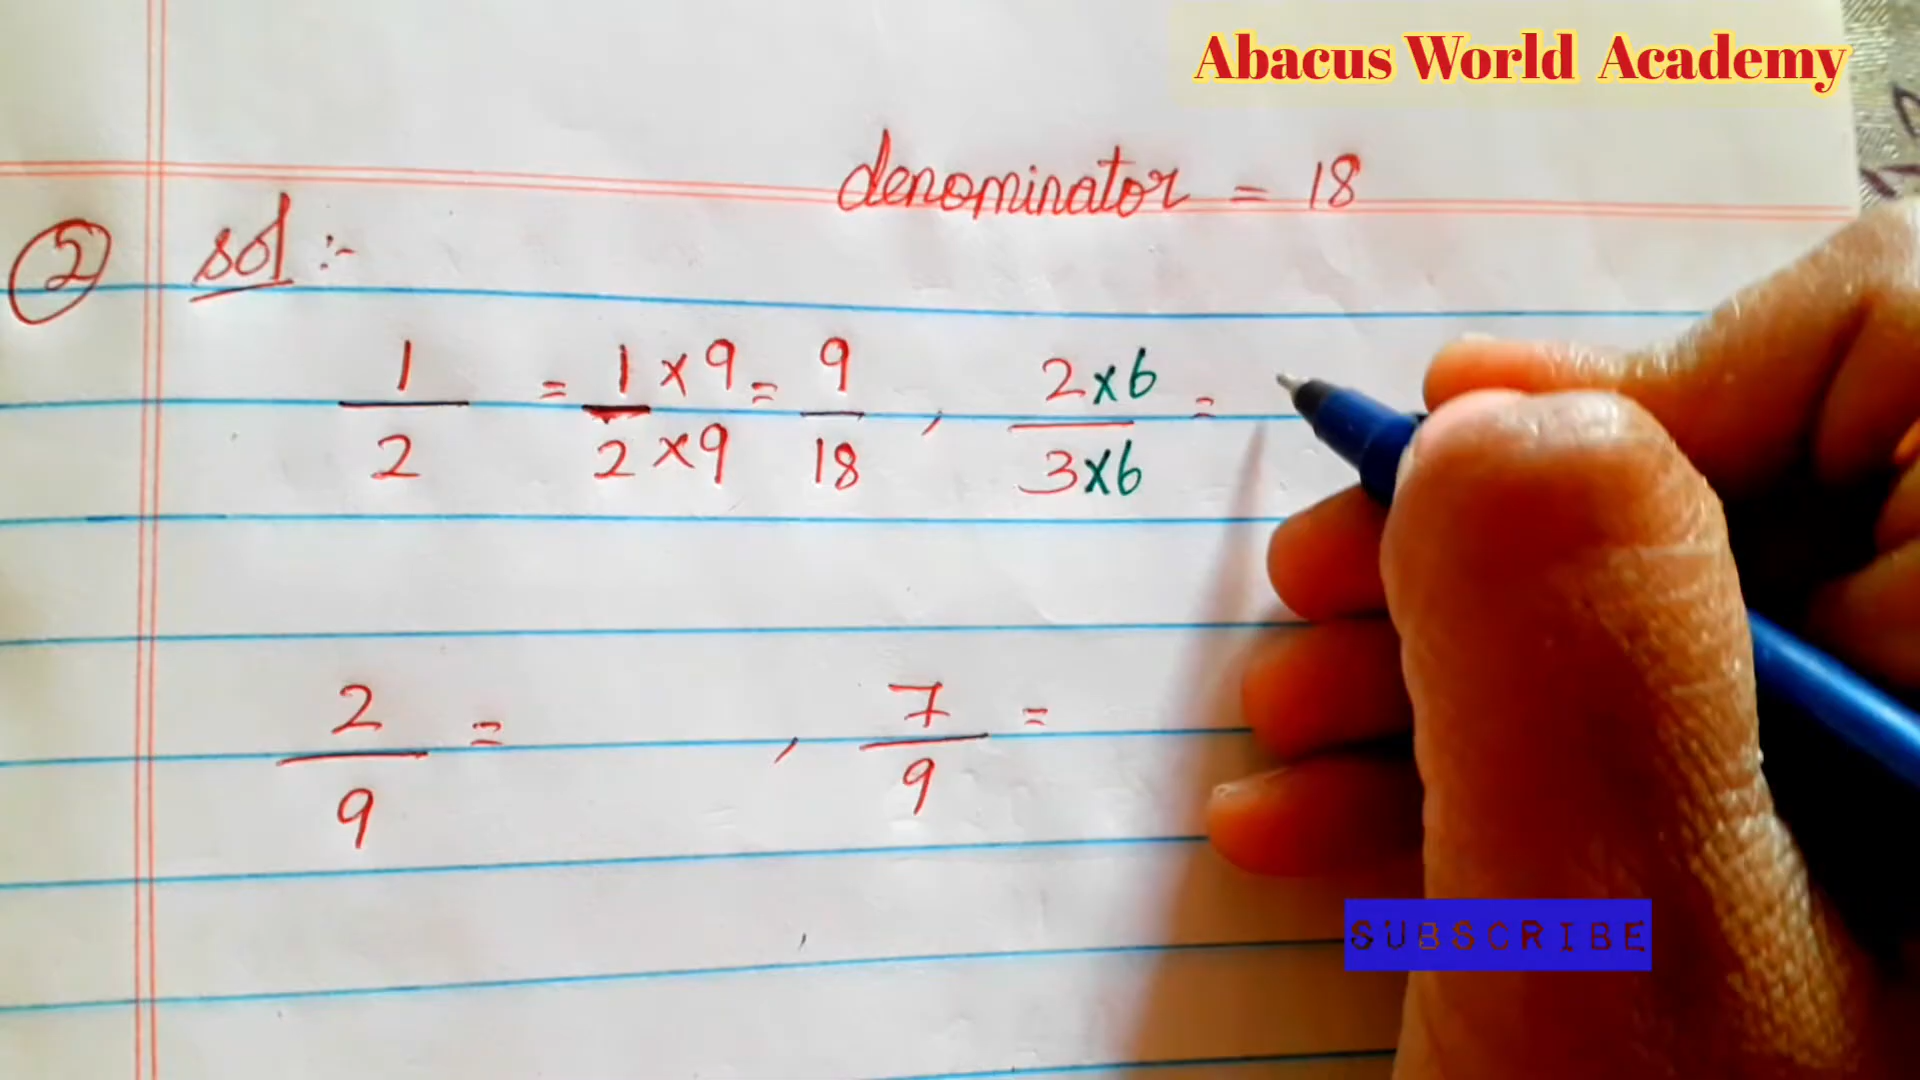 Abacus World Academy
denominator = 18
② sol :-
1/2 = 1×9/2×9 = 9/18 , 2×6/3×6 =
2/9 = , 7/9 =
SUBSCRIBE